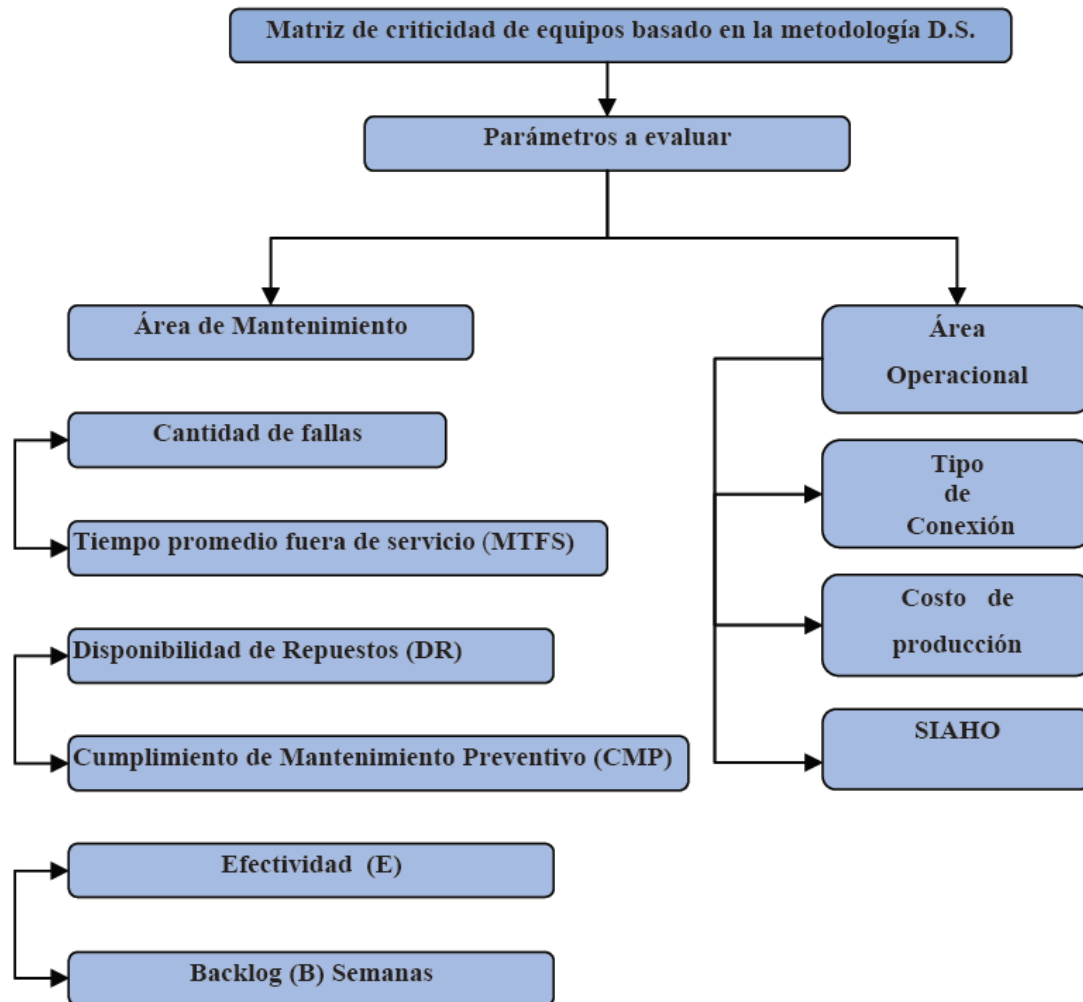 Matriz de criticidad de equipos basado en la metodología D.S.
Parámetros a evaluar
Área de Mantenimiento
Cantidad de fallas
Tiempo promedio fuera de servicio (MTFS)
Disponibilidad de Repuestos (DR)
Cumplimiento de Mantenimiento Preventivo (CMP)
Efectividad (E)
Backlog (B) Semanas
Área
Operacional
Tipo
de
Conexión
Costo de
producción
SIAHO